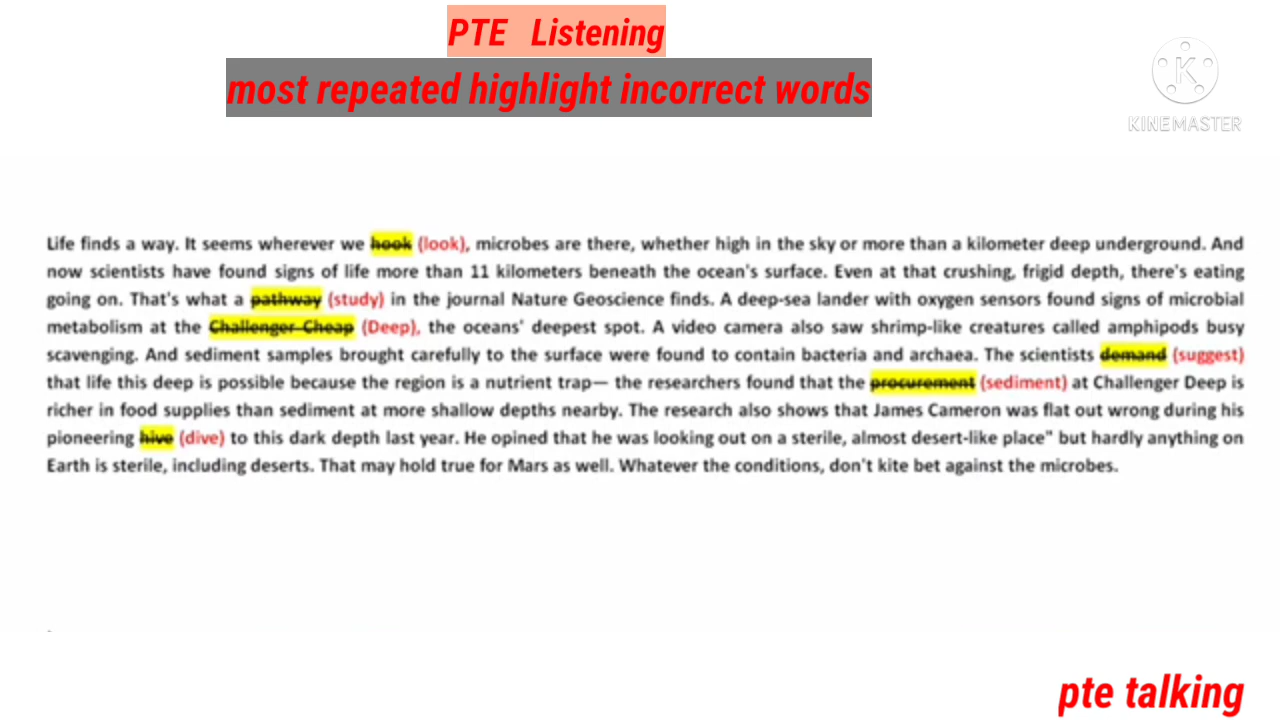 PTE Listening
most repeated highlight incorrect words
K
KINEMASTER
Life finds a way. It seems wherever we hook (look), microbes are there, whether high in the sky or more than a kilometer deep underground. And
now scientists have found signs of life more than 11 kilometers beneath the ocean's surface. Even at that crushing, frigid depth, there's eating
going on. That's what a pathway (study) in the journal Nature Geoscience finds. A deep-sea lander with oxygen sensors found signs of microbial
metabolism at the Challenger Cheap (Deep), the oceans' deepest spot. A video camera also saw shrimp-like creatures called amphipods busy
scavenging. And sediment samples brought carefully to the surface were found to contain bacteria and archaea. The scientists demand (suggest)
that life this deep is possible because the region is a nutrient trap— the researchers found that the procurement (sediment) at Challenger Deep is
richer in food supplies than sediment at more shallow depths nearby. The research also shows that James Cameron was flat out wrong during his
pioneering hive (dive) to this dark depth last year. He opined that he was looking out on a sterile, almost desert-like place" but hardly anything on
Earth is sterile, including deserts. That may hold true for Mars as well. Whatever the conditions, don't kite bet against the microbes.
pte talking